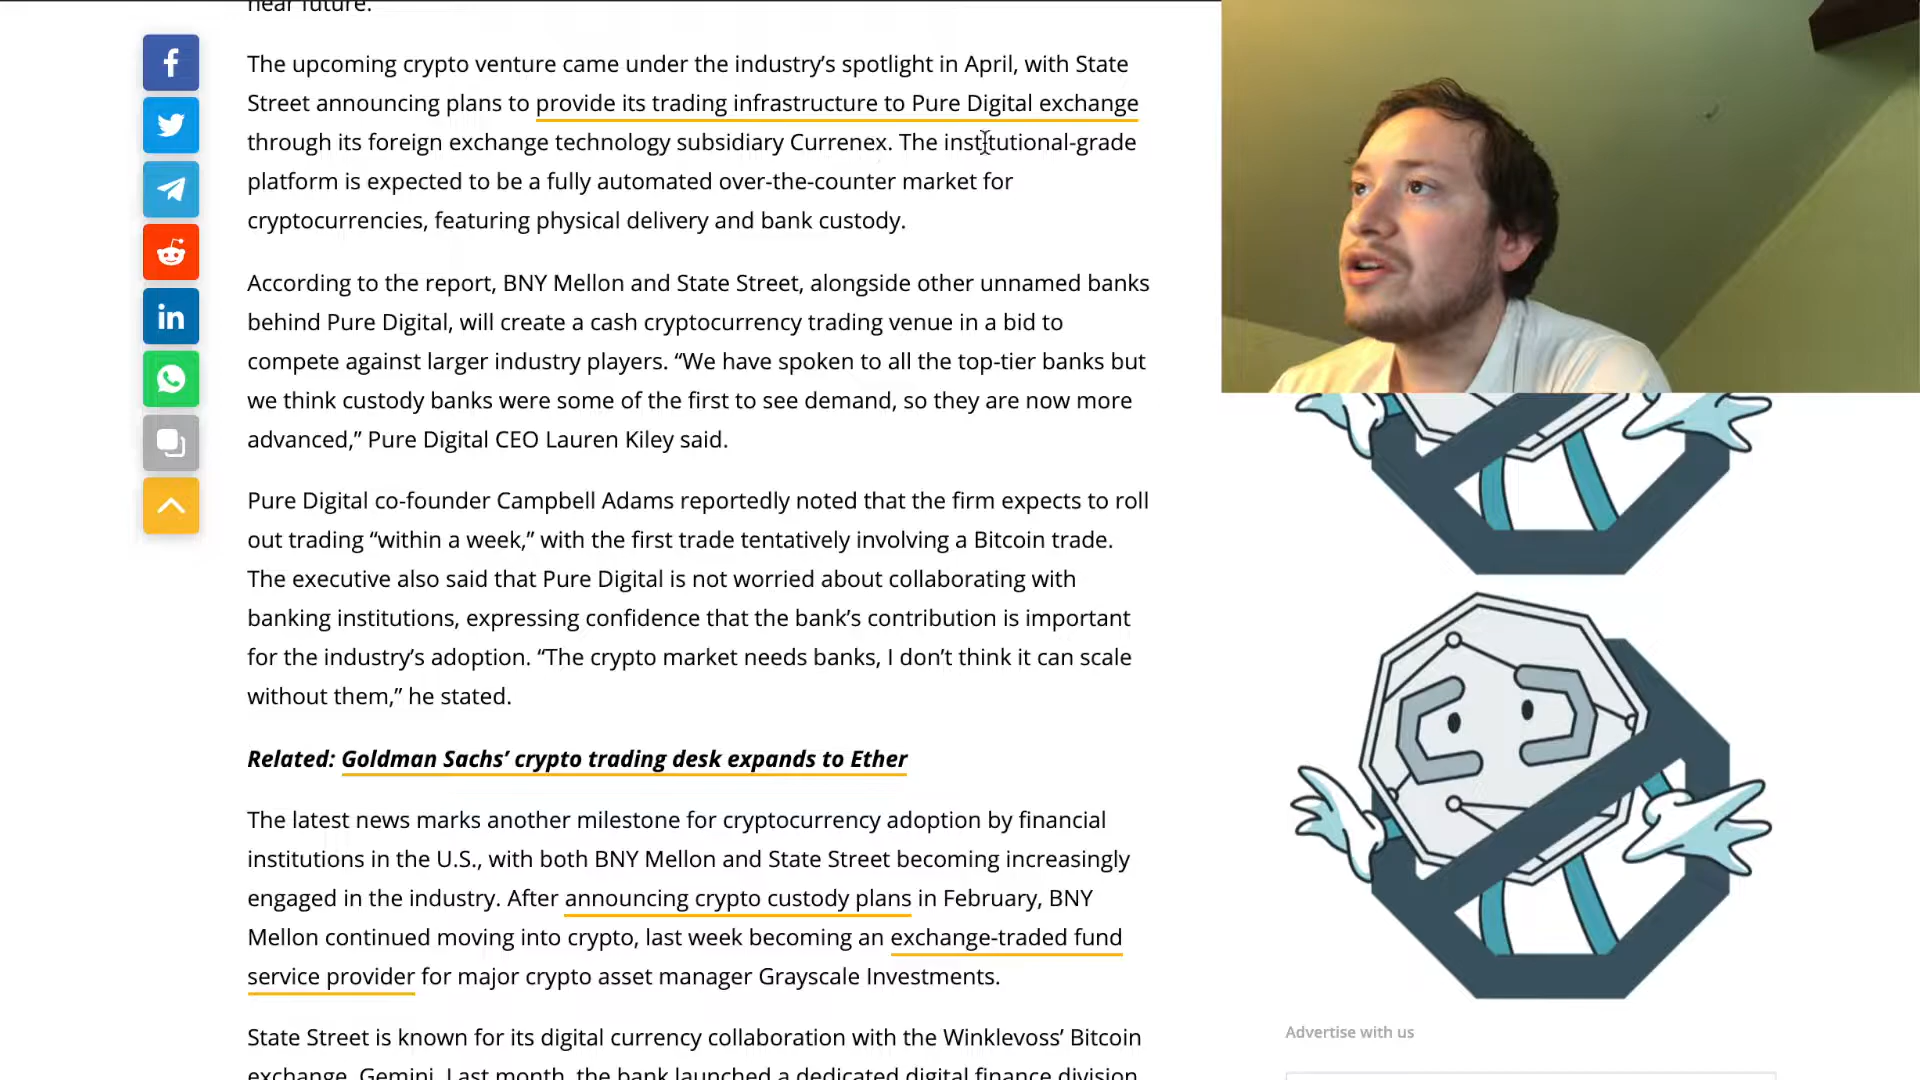 near future.
The upcoming crypto venture came under the industry’s spotlight in April, with State
Street announcing plans to provide its trading infrastructure to Pure Digital exchange
through its foreign exchange technology subsidiary Currenex. The institutional-grade
platform is expected to be a fully automated over-the-counter market for
cryptocurrencies, featuring physical delivery and bank custody.
According to the report, BNY Mellon and State Street, alongside other unnamed banks
behind Pure Digital, will create a cash cryptocurrency trading venue in a bid to
compete against larger industry players. “We have spoken to all the top-tier banks but
we think custody banks were some of the first to see demand, so they are now more
advanced,” Pure Digital CEO Lauren Kiley said.
Pure Digital co-founder Campbell Adams reportedly noted that the firm expects to roll
out trading “within a week,” with the first trade tentatively involving a Bitcoin trade.
The executive also said that Pure Digital is not worried about collaborating with
banking institutions, expressing confidence that the bank’s contribution is important
for the industry’s adoption. “The crypto market needs banks, I don’t think it can scale
without them,” he stated.
Related: Goldman Sachs’ crypto trading desk expands to Ether
The latest news marks another milestone for cryptocurrency adoption by financial
institutions in the U.S., with both BNY Mellon and State Street becoming increasingly
engaged in the industry. After announcing crypto custody plans in February, BNY
Mellon continued moving into crypto, last week becoming an exchange-traded fund
service provider for major crypto asset manager Grayscale Investments.
State Street is known for its digital currency collaboration with the Winklevoss’ Bitcoin
exchange, Gemini. Last month, the bank launched a dedicated digital finance division
Advertise with us